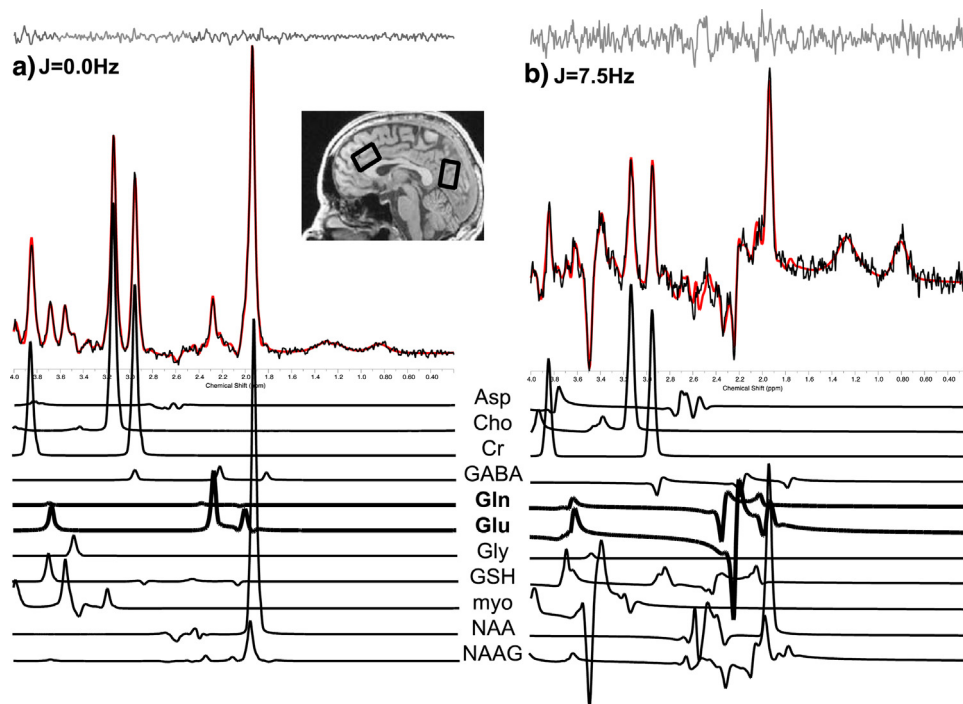 a) J=0.0Hz
4.0 3.8 3.6 3.4 3.2 3.0 2.8 2.6 2.4 2.2 2.0 1.8 1.6 1.4 1.2 1.0 0.80 0.60 0.40 0.20
Chemical Shift (ppm)
b) J=7.5Hz
4.0 3.8 3.6 3.4 3.2 3.0 2.8 2.6 2.4 2.2 2.0 1.8 1.6 1.4 1.2 1.0 0.80 0.60 0.40 0.20
Chemical Shift (ppm)
Asp
Cho
Cr
GABA
Gln
Glu
Gly
GSH
myo
NAA
NAAG